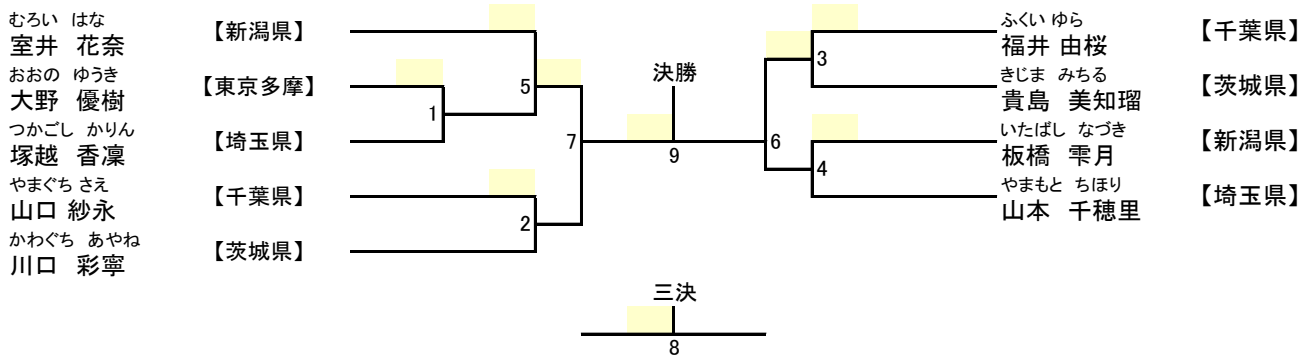 むろい はな
室井 花奈
【新潟県】
おおの ゆうき
大野 優樹
【東京多摩】
つかごし かりん
塚越 香凜
【埼玉県】
やまぐち さえ
山口 紗永
【千葉県】
かわぐち あやね
川口 彩寧
【茨城県】
1
5
2
7
決勝
9
6
3
4
ふくい ゆら
福井 由桜
【千葉県】
きじま みちる
貴島 美知瑠
【茨城県】
いたばし なづき
板橋 雫月
【新潟県】
やまもと ちほり
山本 千穂里
【埼玉県】
三決
8